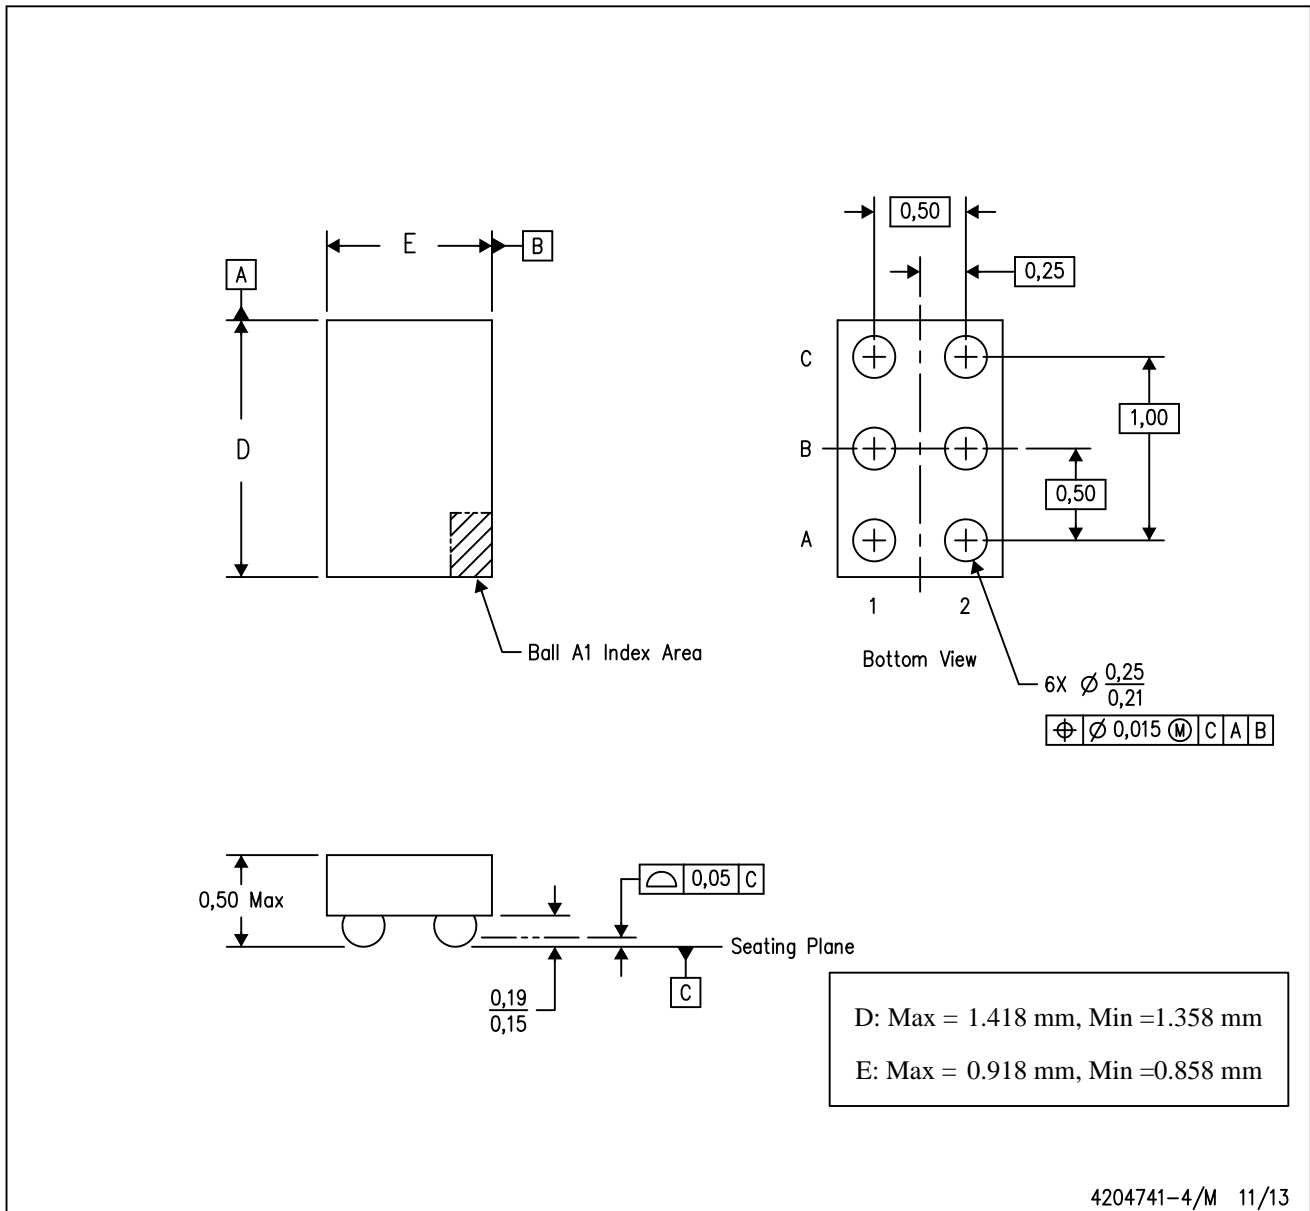 0,50
E
B
0,25
A
C
1,00
D
B
0,50
A
1 2
Ball A1 Index Area
Bottom View
6X Ø 0,25
0,21
⌖ Ø 0,015 Ⓜ C A B
0,50 Max
⌓ 0,05 C
Seating Plane
C
0,19
0,15
D: Max = 1.418 mm, Min =1.358 mm
E: Max = 0.918 mm, Min =0.858 mm
4204741-4/M 11/13